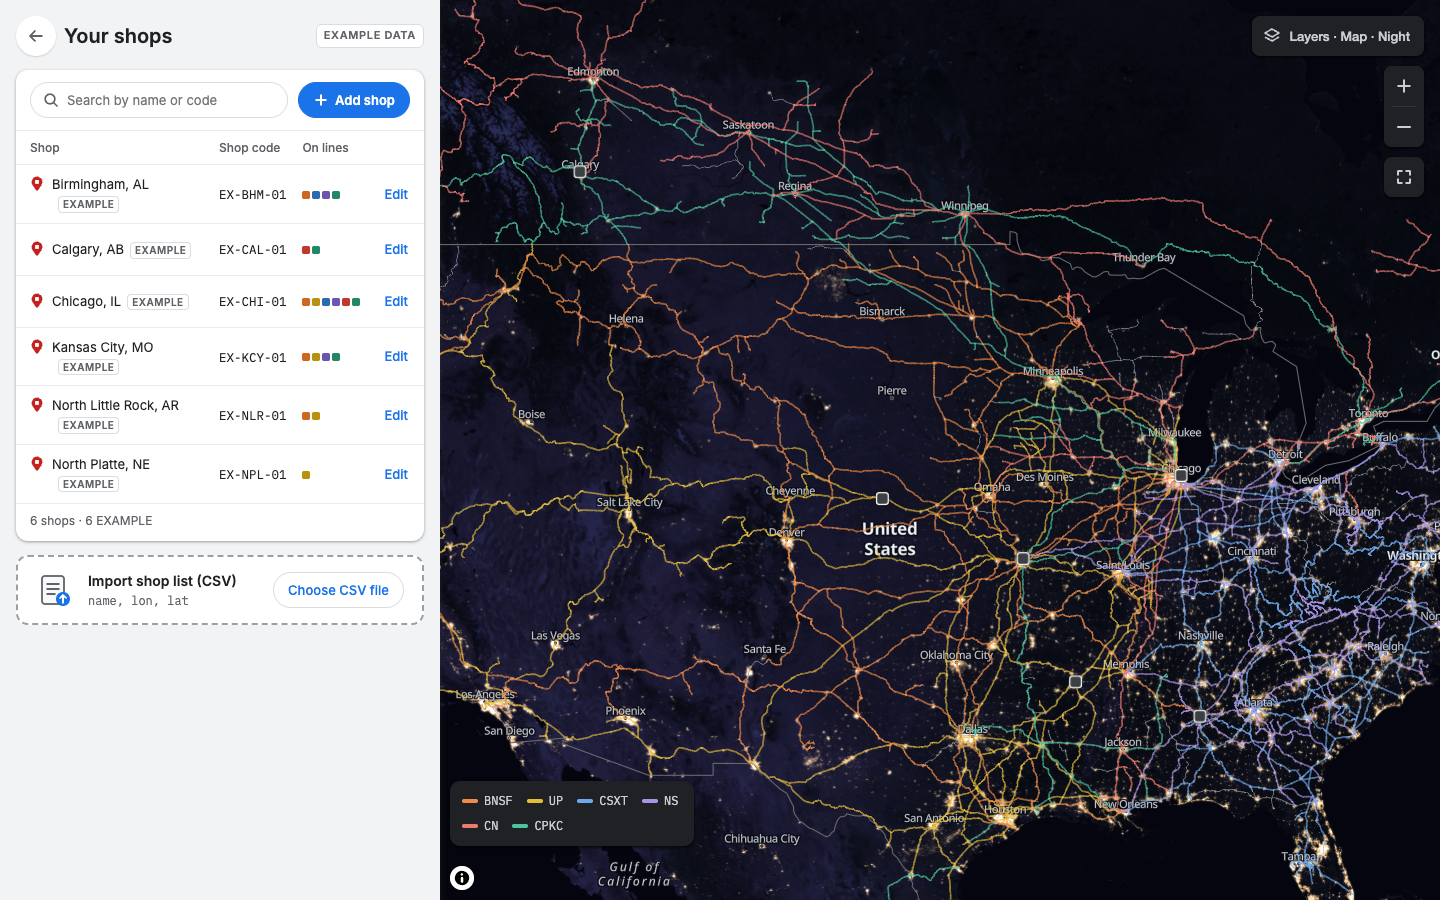 Your shops
EXAMPLE DATA
Search by name or code
Add shop
Shop
Shop code
On lines
Birmingham, AL
EXAMPLE
EX-BHM-01
Edit
Calgary, AB
EXAMPLE
EX-CAL-01
Edit
Chicago, IL
EXAMPLE
EX-CHI-01
Edit
Kansas City, MO
EXAMPLE
EX-KCY-01
Edit
North Little Rock, AR
EXAMPLE
EX-NLR-01
Edit
North Platte, NE
EXAMPLE
EX-NPL-01
Edit
6 shops · 6 EXAMPLE
Import shop list (CSV)
name, lon, lat
Choose CSV file
Layers · Map · Night
Edmonton
Saskatoon
Calgary
Regina
Winnipeg
Thunder Bay
Helena
Bismarck
Minneapolis
Pierre
Boise
Toronto
Milwaukee
Buffalo
Detroit
Chicago
Cleveland
Des Moines
Omaha
Cheyenne
Salt Lake City
Pittsburgh
United
States
Denver
Cincinnati
Washingt
Saint Louis
Las Vegas
Nashville
Raleigh
Santa Fe
Oklahoma City
Memphis
Los Angeles
Phoenix
Atlanta
San Diego
Dallas
Jackson
New Orleans
Houston
San Antonio
Chihuahua City
Tampa
Gulf of
California
BNSF
UP
CSXT
NS
CN
CPKC